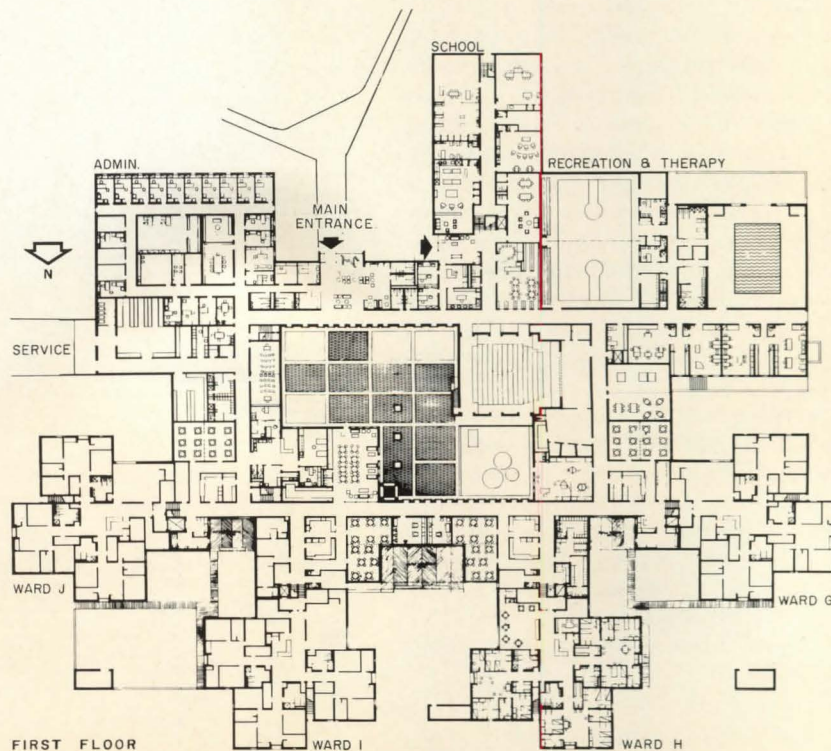 SCHOOL
ADMIN.
RECREATION & THERAPY
MAIN
ENTRANCE.
N
SERVICE
WARD J
WARD G
FIRST FLOOR
WARD I
WARD H